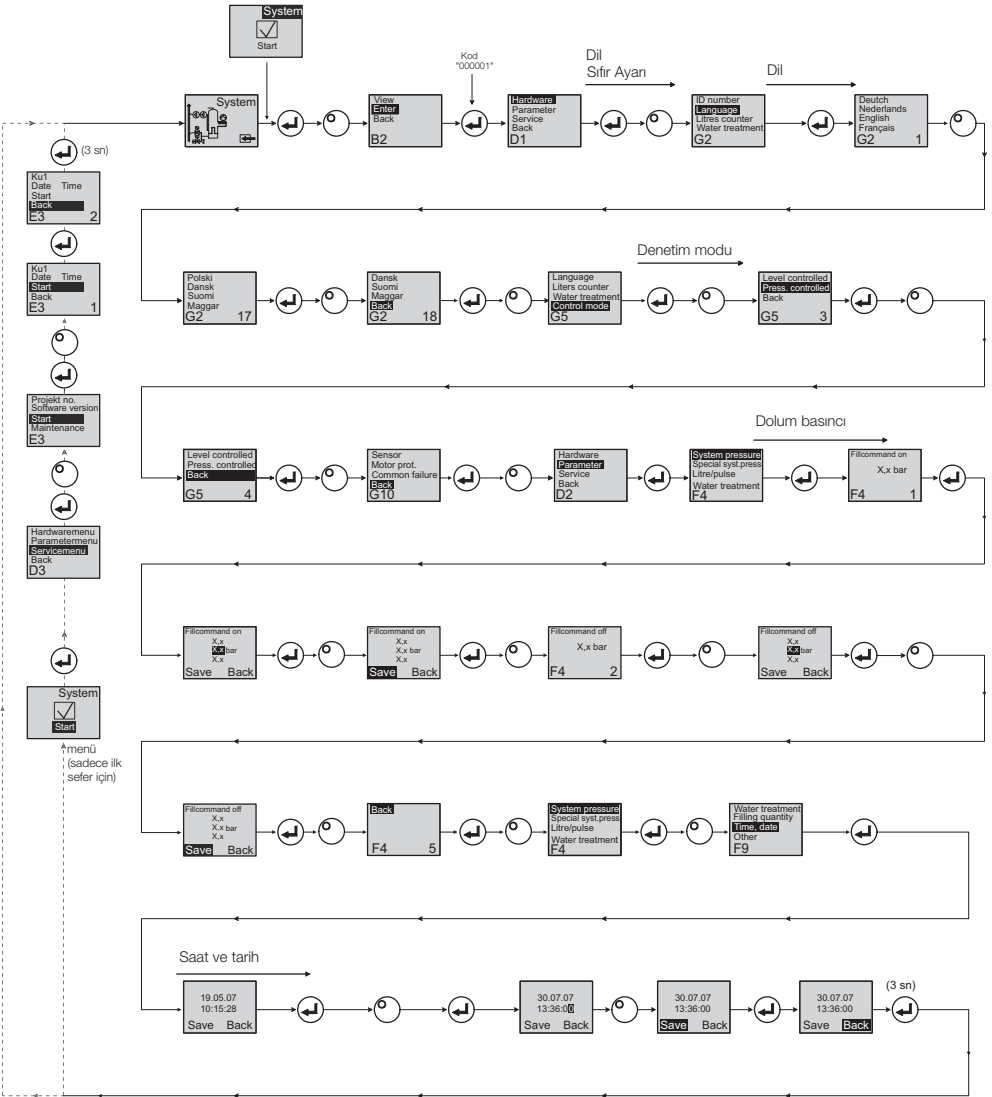 System
Start
Kod
"000001"
Dil
Sıfır Ayarı
Dil
System
View
Enter
Back
B2
Hardware
Parameter
Service
Back
D1
ID number
Language
Litres counter
Water treatment
G2
Deutch
Nederlands
English
Français
G2 1
(3 sn)
Ku1
Date Time
Start
Back
E3 2
Ku1
Date Time
Start
Back
E3 1
Projekt no.
Software version
Start
Maintenance
E3
Hardwaremenu
Parametermenu
Servicemenu
Back
D3
System
Start
menü
(sadece ilk
sefer için)
Polski
Dansk
Suomi
Maggar
G2 17
Dansk
Suomi
Maggar
Back
G2 18
Language
Liters counter
Water treatment
Control mode
G5
Denetim modu
Level controlled
Press. controlled
Back
G5 3
Level controlled
Press. controlled
Back
G5 4
Sensor
Motor prot.
Common failure
Back
G10
Hardware
Parameter
Service
Back
D2
Dolum basıncı
System pressure
Special syst.press
Litre/pulse
Water treatment
F4
Fillcommand on
X,x bar
F4 1
Fillcommand on
X,x
X,x bar
X,x
Save Back
Fillcommand on
X,x
X,x bar
X,x
Save Back
Fillcommand off
X,x bar
F4 2
Fillcommand off
X,x
X,x bar
X,x
Save Back
Fillcommand off
X,x
X,x bar
X,x
Save Back
Back
F4 5
System pressure
Special syst.press
Litre/pulse
Water treatment
F4
Water treatment
Filling quantity
Time, date
Other
F9
Saat ve tarih
19.05.07
10:15:28
Save Back
30.07.07
13:36:00
Save Back
30.07.07
13:36:00
Save Back
30.07.07
13:36:00
Save Back
(3 sn)